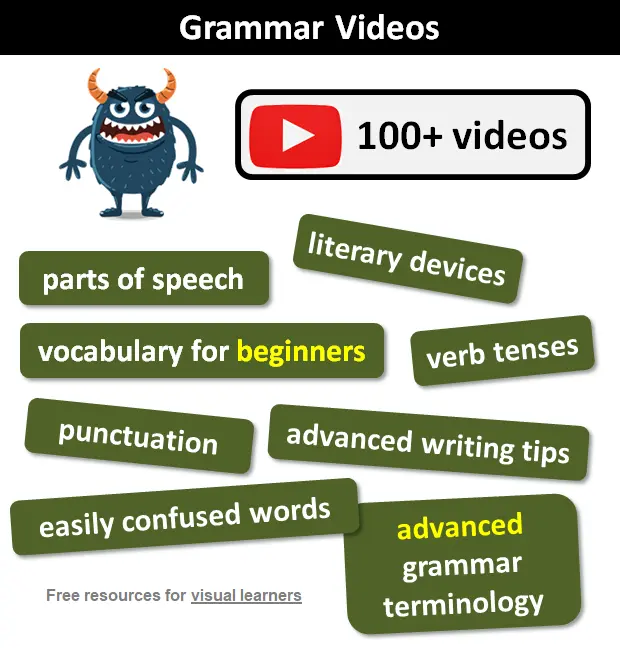 Grammar Videos
100+ videos
literary devices
parts of speech
vocabulary for beginners
verb tenses
punctuation
advanced writing tips
easily confused words
advanced
grammar
terminology
Free resources for visual learners